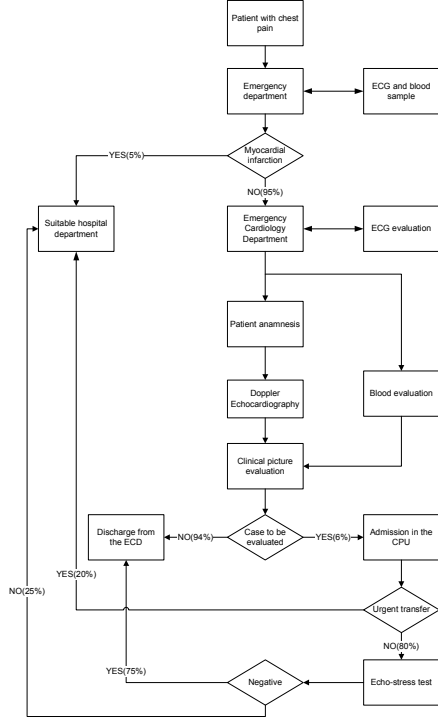 Patient with chest
pain
Emergency
department
ECG and blood
sample
Myocardial
infarction
YES(5%)
NO(95%)
Suitable hospital
department
Emergency
Cardiology
Department
ECG evaluation
Patient anamnesis
Doppler
Echocardiography
Blood evaluation
Clinical picture
evaluation
Discharge from
the ECD
NO(94%)
Case to be
evaluated
YES(6%)
Admission in the
CPU
YES(20%)
NO(25%)
Urgent transfer
NO(80%)
YES(75%)
Negative
Echo-stress test